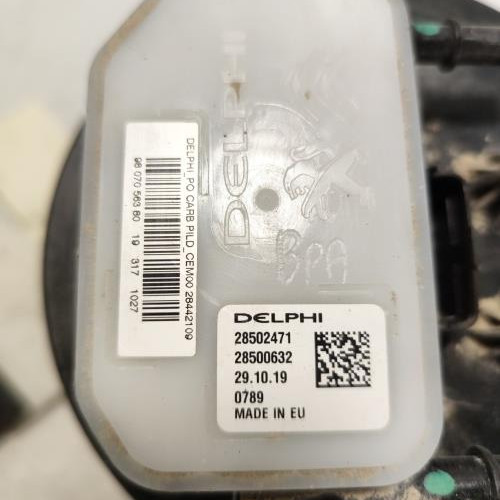 DELPHI
BPA
DELPHI_PO CARB PILD_CEM00 28442109
98 070 563 80 19 317 1027
DELPHI
28502471
28500632
29.10.19
0789
MADE IN EU